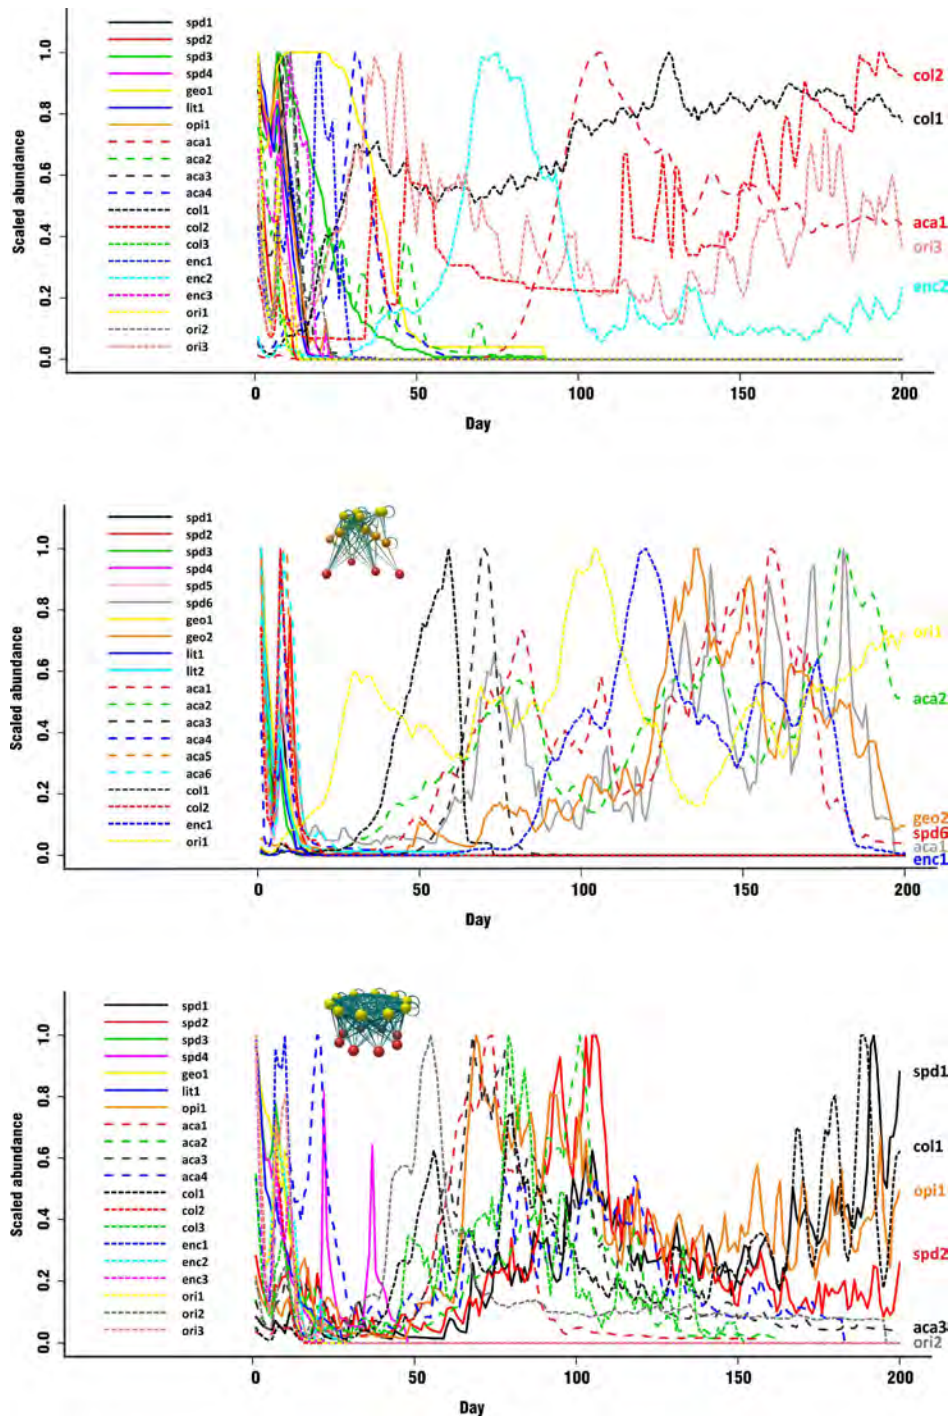 spd1
spd2
spd3
spd4
geo1
lit1
opi1
aca1
aca2
aca3
aca4
col1
col2
col3
enc1
enc2
enc3
ori1
ori2
ori3
Scaled abundance
1.0
0.8
0.6
0.4
0.2
0.0
0
50
100
150
200
Day
col2
col1
aca1
ori3
enc2
spd1
spd2
spd3
spd4
spd5
spd6
geo1
geo2
lit1
lit2
aca1
aca2
aca3
aca4
aca5
aca6
col1
col2
enc1
ori1
Scaled abundance
1.0
0.8
0.6
0.4
0.2
0.0
0
50
100
150
200
Day
ori1
aca2
geo2
spd6
aca1
enc1
spd1
spd2
spd3
spd4
geo1
lit1
opi1
aca1
aca2
aca3
aca4
col1
col2
col3
enc1
enc2
enc3
ori1
ori2
ori3
Scaled abundance
1.0
0.8
0.6
0.4
0.2
0.0
0
50
100
150
200
Day
spd1
col1
opi1
spd2
aca3
ori2